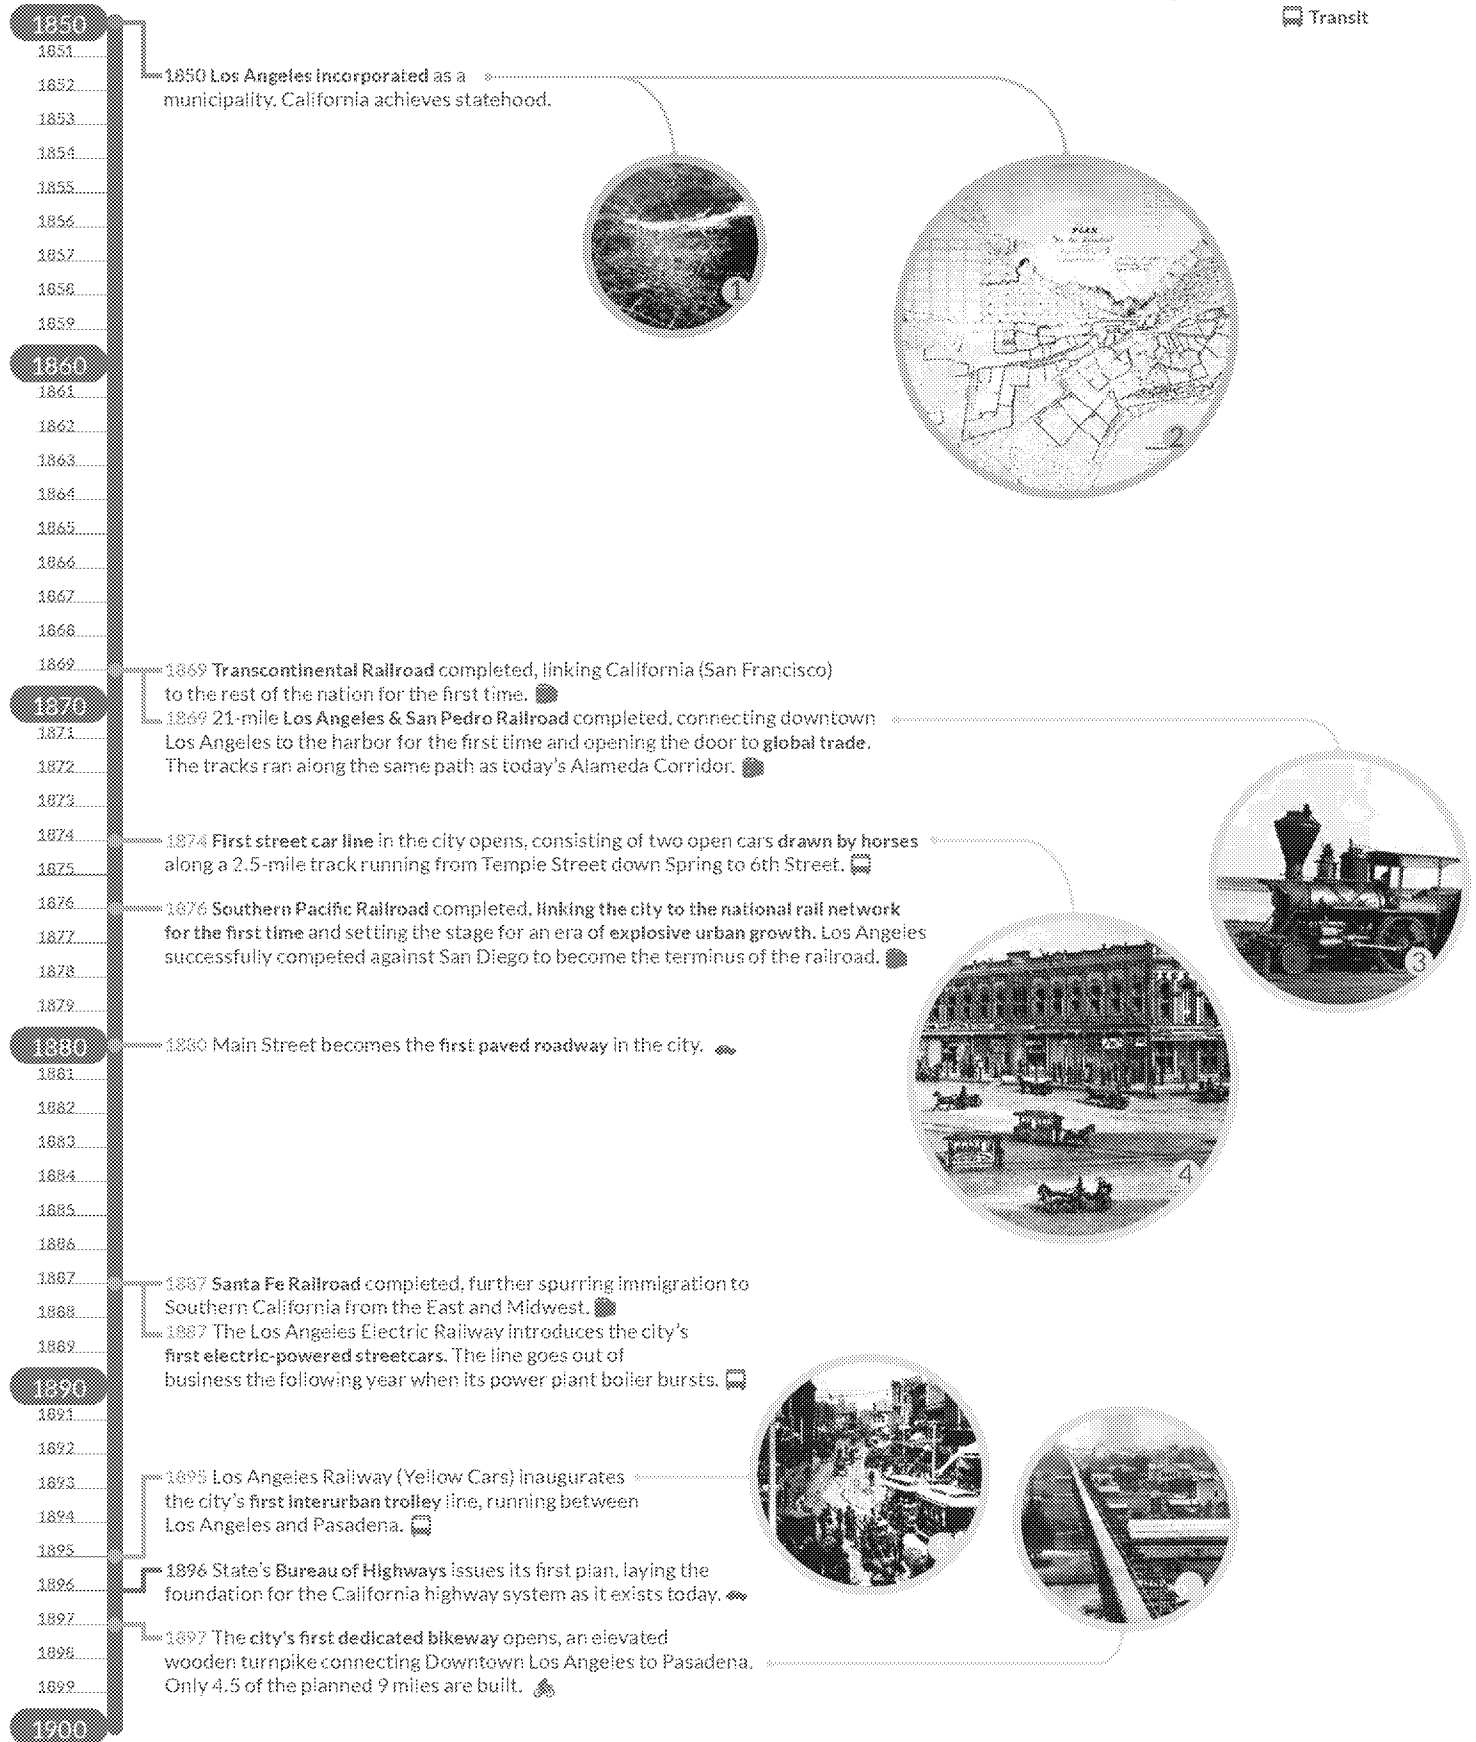 Transit
1850
1851
1852
1853
1854
1855
1856
1857
1858
1859
1860
1861
1862
1863
1864
1865
1866
1867
1868
1869
1870
1871
1872
1873
1874
1875
1876
1877
1878
1879
1880
1881
1882
1883
1884
1885
1886
1887
1888
1889
1890
1891
1892
1893
1894
1895
1896
1897
1898
1899
1900
1850 Los Angeles incorporated as a
municipality. California achieves statehood.
1
PLAN
2
1869 Transcontinental Railroad completed, linking California (San Francisco)
to the rest of the nation for the first time.
1869 21-mile Los Angeles & San Pedro Railroad completed, connecting downtown
Los Angeles to the harbor for the first time and opening the door to global trade.
The tracks ran along the same path as today's Alameda Corridor.
3
1874 First street car line in the city opens, consisting of two open cars drawn by horses
along a 2.5-mile track running from Temple Street down Spring to 6th Street.
1876 Southern Pacific Railroad completed, linking the city to the national rail network
for the first time and setting the stage for an era of explosive urban growth. Los Angeles
successfully competed against San Diego to become the terminus of the railroad.
4
1880 Main Street becomes the first paved roadway in the city.
1887 Santa Fe Railroad completed, further spurring immigration to
Southern California from the East and Midwest.
1887 The Los Angeles Electric Railway introduces the city's
first electric-powered streetcars. The line goes out of
business the following year when its power plant boiler bursts.
1895 Los Angeles Railway (Yellow Cars) inaugurates
the city's first interurban trolley line, running between
Los Angeles and Pasadena.
1896 State's Bureau of Highways issues its first plan, laying the
foundation for the California highway system as it exists today.
1897 The city's first dedicated bikeway opens, an elevated
wooden turnpike connecting Downtown Los Angeles to Pasadena.
Only 4.5 of the planned 9 miles are built.